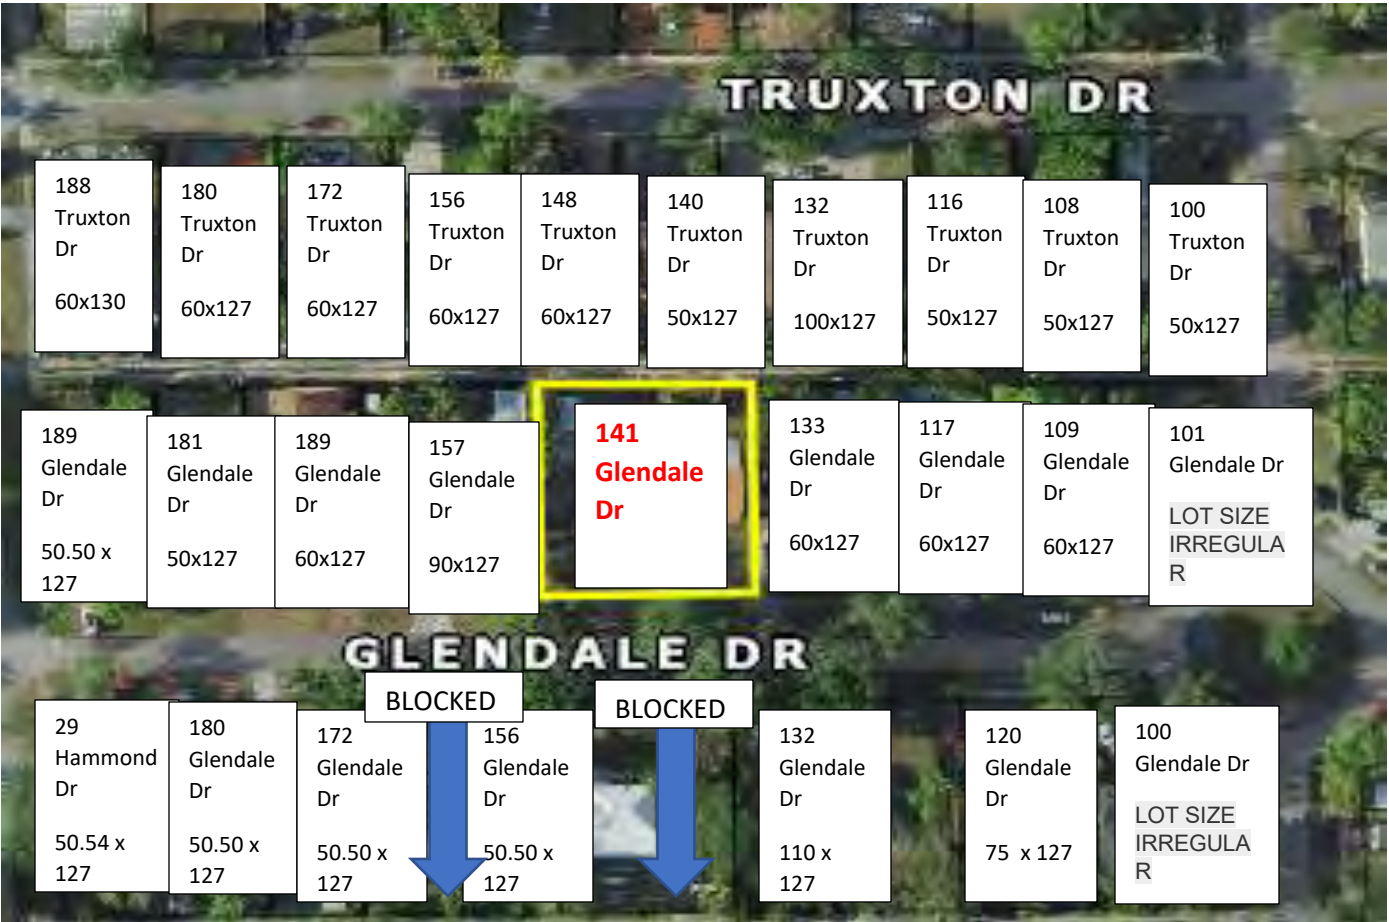 TRUXTON DR
188
Truxton
Dr
60x130
180
Truxton
Dr
60x127
172
Truxton
Dr
60x127
156
Truxton
Dr
60x127
148
Truxton
Dr
60x127
140
Truxton
Dr
50x127
132
Truxton
Dr
100x127
116
Truxton
Dr
50x127
108
Truxton
Dr
50x127
100
Truxton
Dr
50x127
189
Glendale
Dr
50.50 x
127
181
Glendale
Dr
50x127
189
Glendale
Dr
60x127
157
Glendale
Dr
90x127
141
Glendale
Dr
133
Glendale
Dr
60x127
117
Glendale
Dr
60x127
109
Glendale
Dr
60x127
101
Glendale Dr
LOT SIZE
IRREGULA
R
GLENDALE DR
BLOCKED
BLOCKED
29
Hammond
Dr
50.54 x
127
180
Glendale
Dr
50.50 x
127
172
Glendale
Dr
50.50 x
127
156
Glendale
Dr
50.50 x
127
132
Glendale
Dr
110 x
127
120
Glendale
Dr
75 x 127
100
Glendale Dr
LOT SIZE
IRREGULA
R